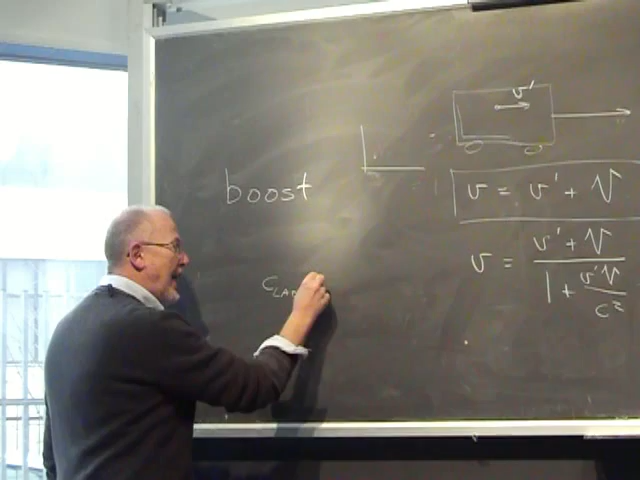 v'
boost
v = v' + V
v = (v' + V) / (1 + v'V / c²)